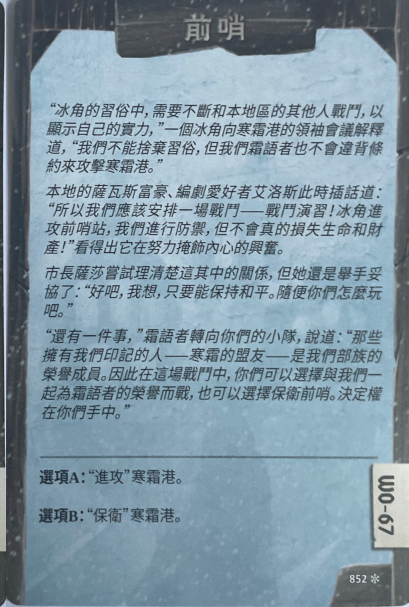 前哨
“冰角的習俗中，需要不斷和本地區的其他人戰鬥，以
顯示自己的實力，”一個冰角向寒霜港的領袖會議解釋
道，“我們不能捨棄習俗，但我們霜語者也不會違背條
約來攻擊寒霜港。”
本地的薩瓦斯富豪、編劇愛好者艾洛斯此時插話道：
“所以我們應該安排一場戰鬥——戰鬥演習！冰角進
攻前哨站，我們進行防禦，但不會真的損失生命和財
產！”看得出它在努力掩飾內心的興奮。
市長薩莎嘗試理清楚這其中的關係，但她還是舉手妥
協了：“好吧，我想，只要能保持和平。隨便你們怎麼玩
吧。”
“還有一件事，”霜語者轉向你們的小隊，說道：“那些
擁有我們印記的人——寒霜的盟友——是我們部族的
榮譽成員。因此在這場戰鬥中，你們可以選擇與我們一
起為霜語者的榮譽而戰，也可以選擇保衛前哨。決定權
在你們手中。”
選項A：“進攻”寒霜港。
選項B：“保衛”寒霜港。
WO-67
852